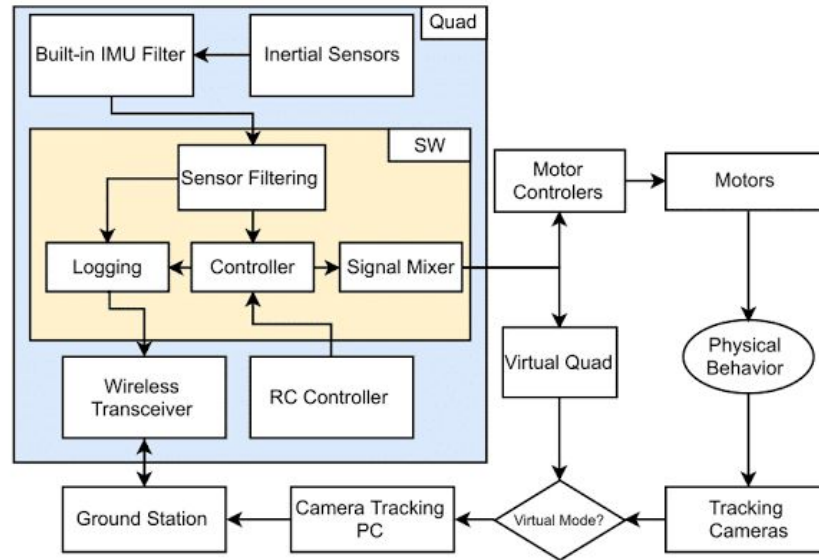 Quad
Built-in IMU Filter
Inertial Sensors
SW
Sensor Filtering
Motor
Controlers
Motors
Logging
Controller
Signal Mixer
Virtual Quad
Physical
Behavior
Wireless
Transceiver
RC Controller
Ground Station
Camera Tracking
PC
Virtual Mode?
Tracking
Cameras